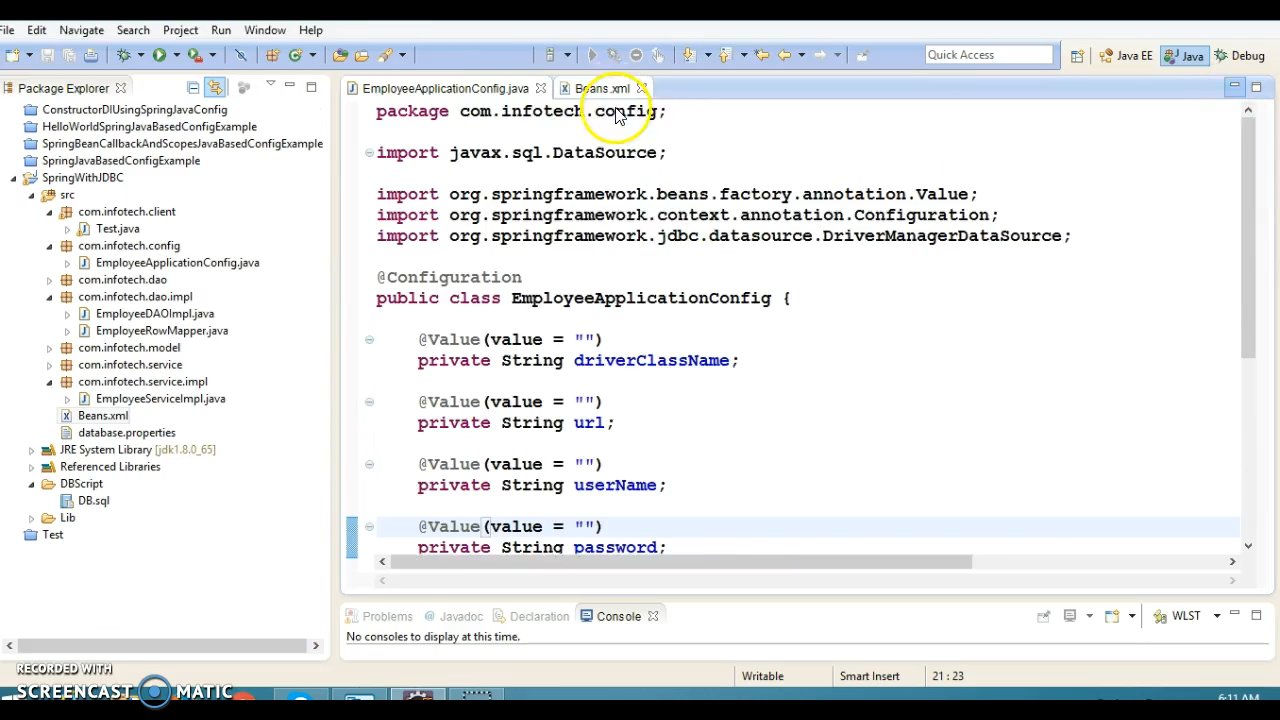 File Edit Navigate Search Project Run Window Help
Quick Access
Java EE Java Debug
Package Explorer
ConstructorDIUsingSpringJavaConfig
HelloWorldSpringJavaBasedConfigExample
SpringBeanCallbackAndScopesJavaBasedConfigExample
SpringJavaBasedConfigExample
SpringWithJDBC
src
com.infotech.client
Test.java
com.infotech.config
EmployeeApplicationConfig.java
com.infotech.dao
com.infotech.dao.impl
EmployeeDAOImpl.java
EmployeeRowMapper.java
com.infotech.model
com.infotech.service
com.infotech.service.impl
EmployeeServiceImpl.java
Beans.xml
database.properties
JRE System Library [jdk1.8.0_65]
Referenced Libraries
DBScript
DB.sql
Lib
Test
EmployeeApplicationConfig.java Beans.xml
package com.infotech.config;
import javax.sql.DataSource;
import org.springframework.beans.factory.annotation.Value;
import org.springframework.context.annotation.Configuration;
import org.springframework.jdbc.datasource.DriverManagerDataSource;
@Configuration
public class EmployeeApplicationConfig {
@Value(value = "")
private String driverClassName;
@Value(value = "")
private String url;
@Value(value = "")
private String userName;
@Value(value = "")
private String password;
Problems Javadoc Declaration Console
WLST
No consoles to display at this time.
Writable Smart Insert 21 : 23
RECORDED WITH
SCREENCAST MATIC
6:11 AM